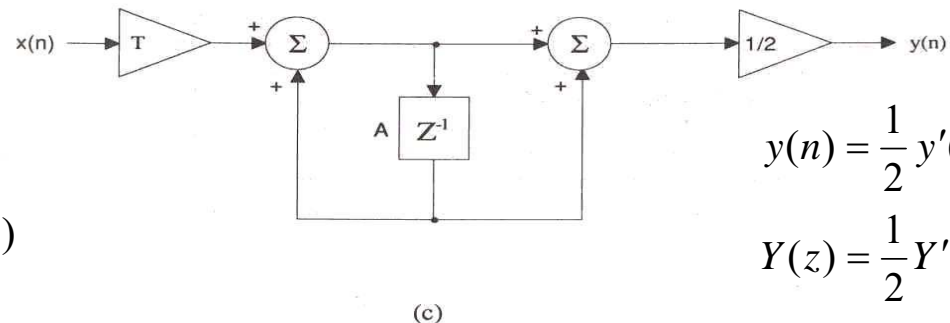 x(n) T + Σ + Σ 1/2 y(n)
+ +
A Z⁻¹
y(n) = 1/2 y′(
)
Y(z) = 1/2 Y′
(c)